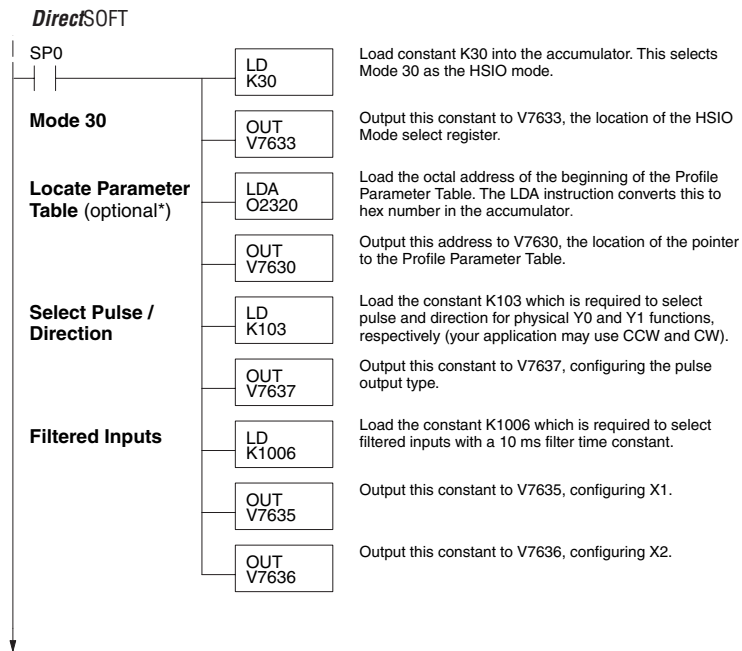 DirectSOFT
SP0
LD
K30
Load constant K30 into the accumulator. This selects
Mode 30 as the HSIO mode.
Mode 30
OUT
V7633
Output this constant to V7633, the location of the HSIO
Mode select register.
Locate Parameter
Table (optional*)
LDA
O2320
Load the octal address of the beginning of the Profile
Parameter Table. The LDA instruction converts this to
hex number in the accumulator.
OUT
V7630
Output this address to V7630, the location of the pointer
to the Profile Parameter Table.
Select Pulse /
Direction
LD
K103
Load the constant K103 which is required to select
pulse and direction for physical Y0 and Y1 functions,
respectively (your application may use CCW and CW).
OUT
V7637
Output this constant to V7637, configuring the pulse
output type.
Filtered Inputs
LD
K1006
Load the constant K1006 which is required to select
filtered inputs with a 10 ms filter time constant.
OUT
V7635
Output this constant to V7635, configuring X1.
OUT
V7636
Output this constant to V7636, configuring X2.